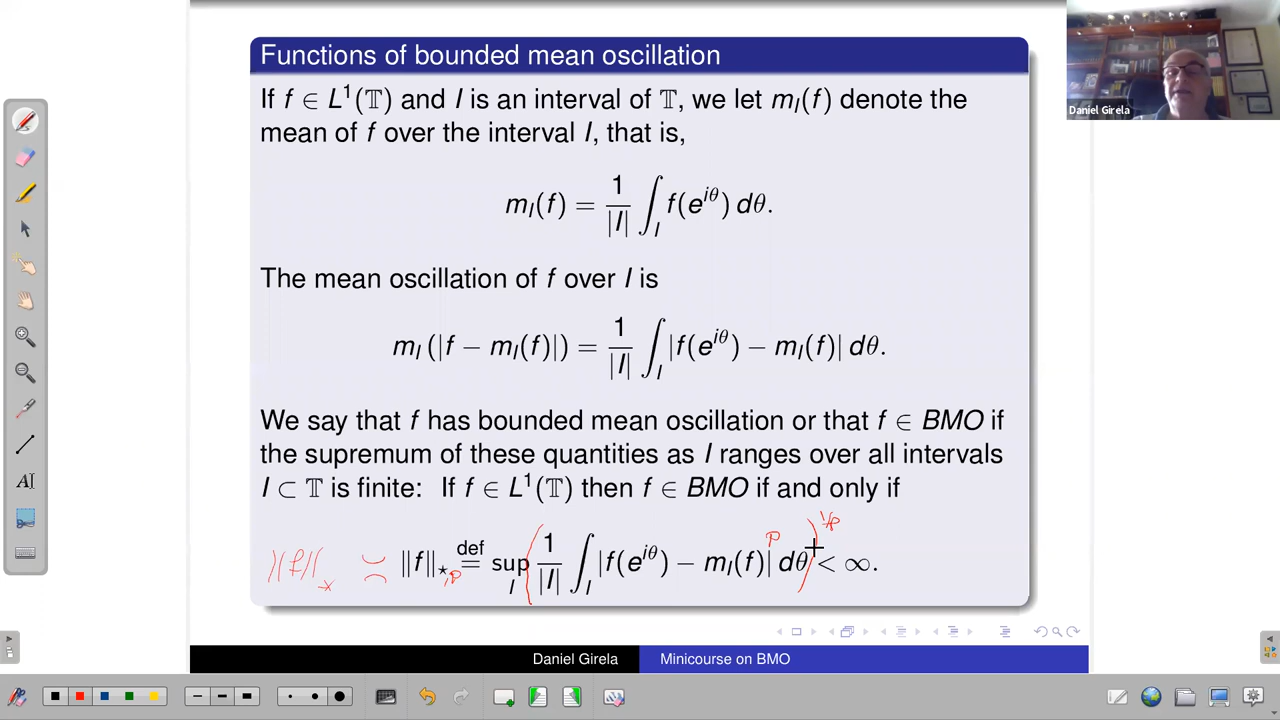 Functions of bounded mean oscillation
If f ∈ L¹(𝕋) and I is an interval of 𝕋, we let m_I(f) denote the
mean of f over the interval I, that is,
m_I(f) = 1/|I| ∫_I f(e^{iθ}) dθ.
The mean oscillation of f over I is
m_I (|f − m_I(f)|) = 1/|I| ∫_I |f(e^{iθ}) − m_I(f)| dθ.
We say that f has bounded mean oscillation or that f ∈ BMO if
the supremum of these quantities as I ranges over all intervals
I ⊂ 𝕋 is finite: If f ∈ L¹(𝕋) then f ∈ BMO if and only if
‖f‖_* ≍ ‖f‖_{⋆,p} def= sup_I ( 1/|I| ∫_I |f(e^{iθ}) − m_I(f)|^p dθ )^{1/p} < ∞.
Daniel Girela
Minicourse on BMO
Daniel Girela
AI